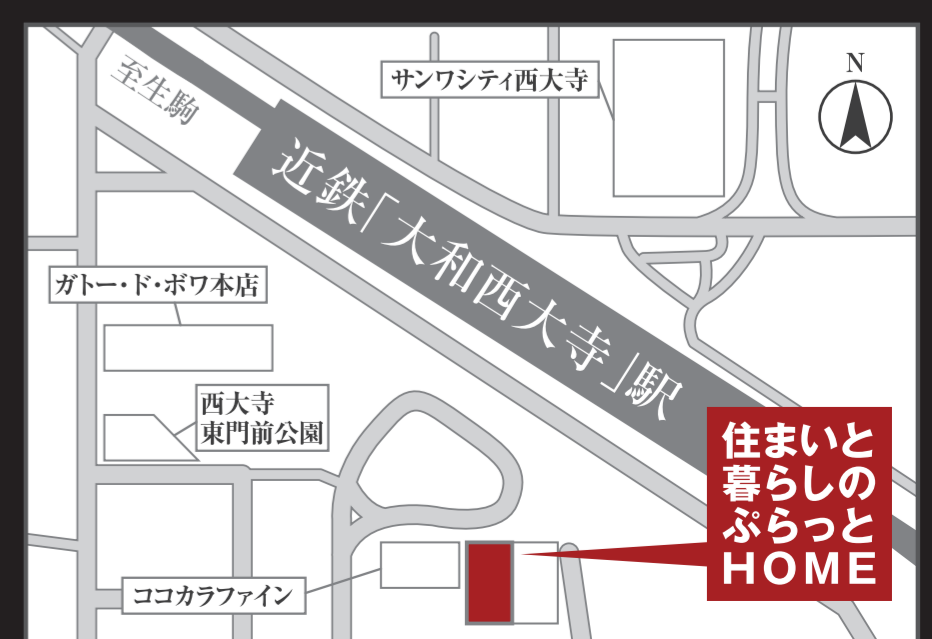 至生駒
サンワシティ西大寺
N
近鉄「大和西大寺」駅
ガトー・ド・ボワ本店
西大寺
東門前公園
住まいと
暮らしの
ぷらっと
HOME
ココカラファイン